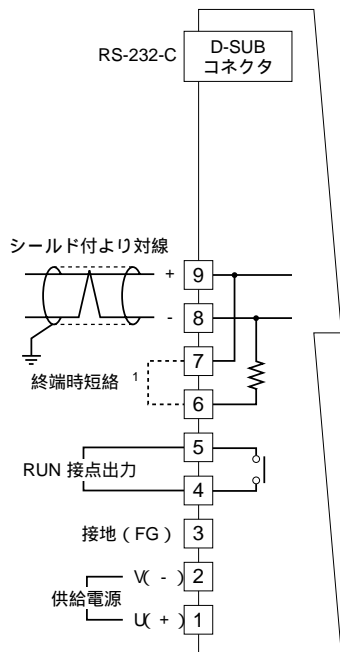 RS-232-C
D-SUB
コネクタ
シールド付より対線
+ 9
- 8
7
終端時短絡 1
6
5
RUN 接点出力
4
接地(FG) 3
V( - ) 2
供給電源
U( + ) 1